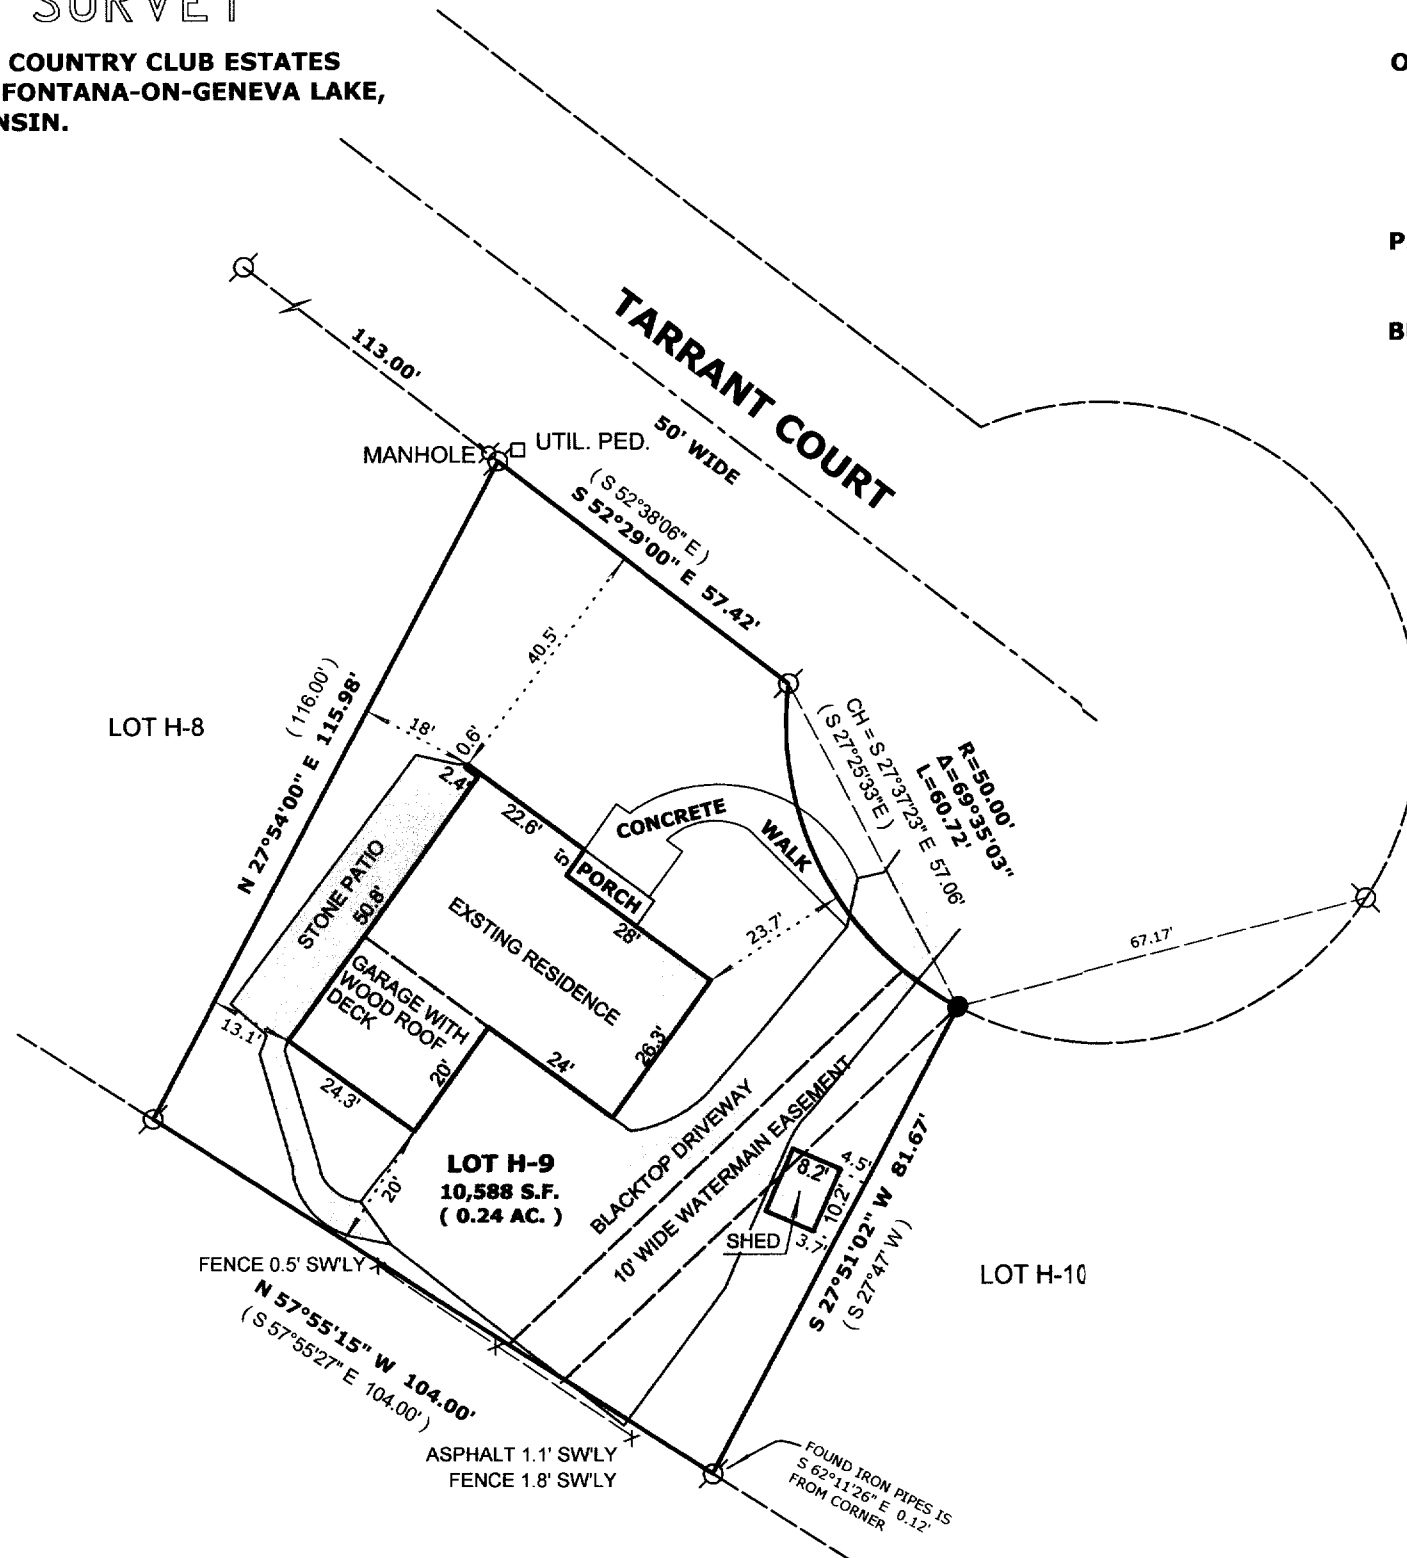 SURVEY
COUNTRY CLUB ESTATES
FONTANA-ON-GENEVA LAKE,
NSIN.
O
P
B
113.00'
TARRANT COURT
50' WIDE
MANHOLE
UTIL. PED.
( S 52°38'06" E )
S 52°29'00" E 57.42'
40.5'
LOT H-8
( 116.00' )
N 27°54'00" E 115.98'
18'
0.6'
2.4'
22.6'
CONCRETE
WALK
5'
PORCH
28'
CH = S 27°37'23" E 57.06'
( S 27°25'33"E )
R=50.00'
Δ=69°35'03"
L=60.72'
STONE PATIO
50.8'
EXSTING RESIDENCE
23.7'
67.17'
GARAGE WITH
WOOD ROOF
DECK
13.1'
24.3'
20'
24'
26.3'
LOT H-9
10,588 S.F.
( 0.24 AC. )
20'
BLACKTOP DRIVEWAY
10' WIDE WATERMAIN EASEMENT
8.2'
4.5'
10.2'
3.7'
SHED
S 27°51'02" W 81.67'
( S 27°47' W )
LOT H-10
FENCE 0.5' SW'LY
N 57°55'15" W 104.00'
( S 57°55'27" E 104.00' )
ASPHALT 1.1' SW'LY
FENCE 1.8' SW'LY
FOUND IRON PIPES IS
S 62°11'26" E 0.12'
FROM CORNER